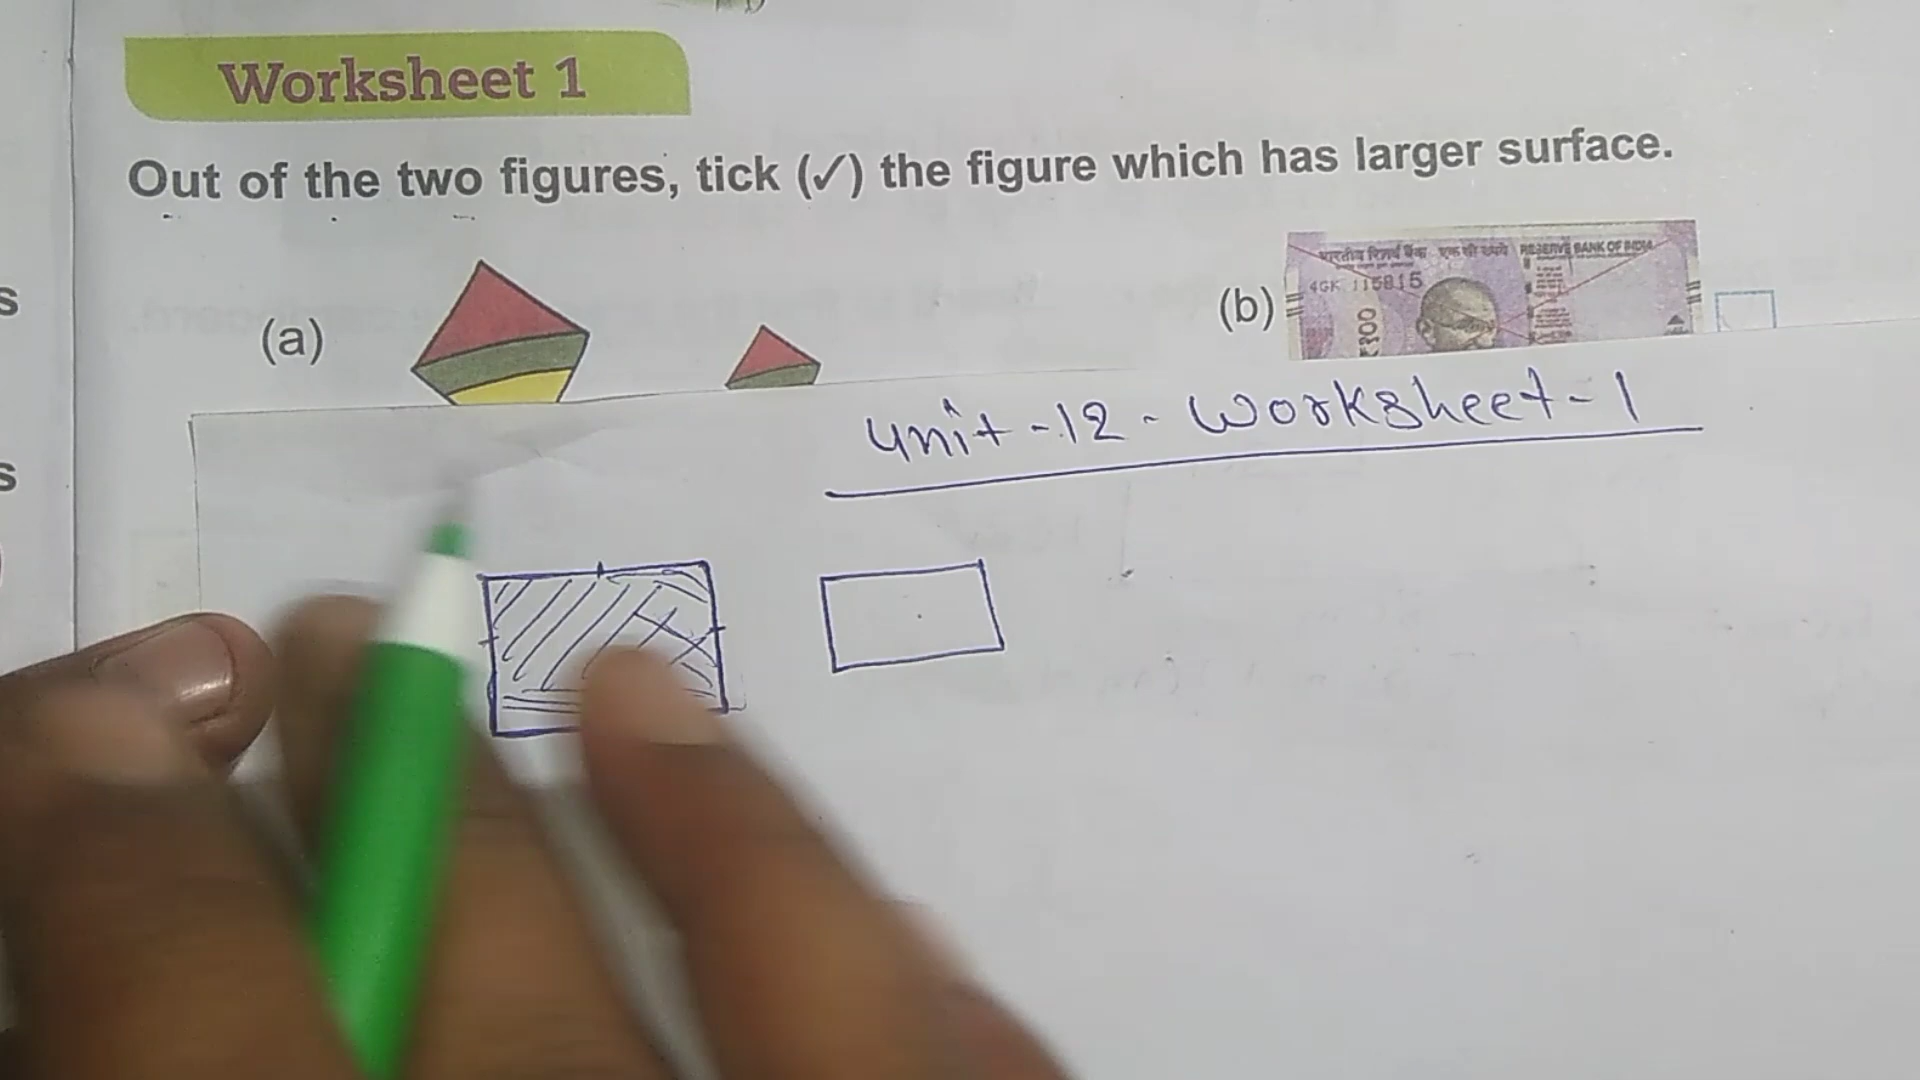 Worksheet 1
Out of the two figures, tick (✓) the figure which has larger surface.
(a)
(b)
भारतीय रिज़र्व बैंक
RESERVE BANK OF INDIA
4GK 115815
unit-12-Worksheet-1
s
s